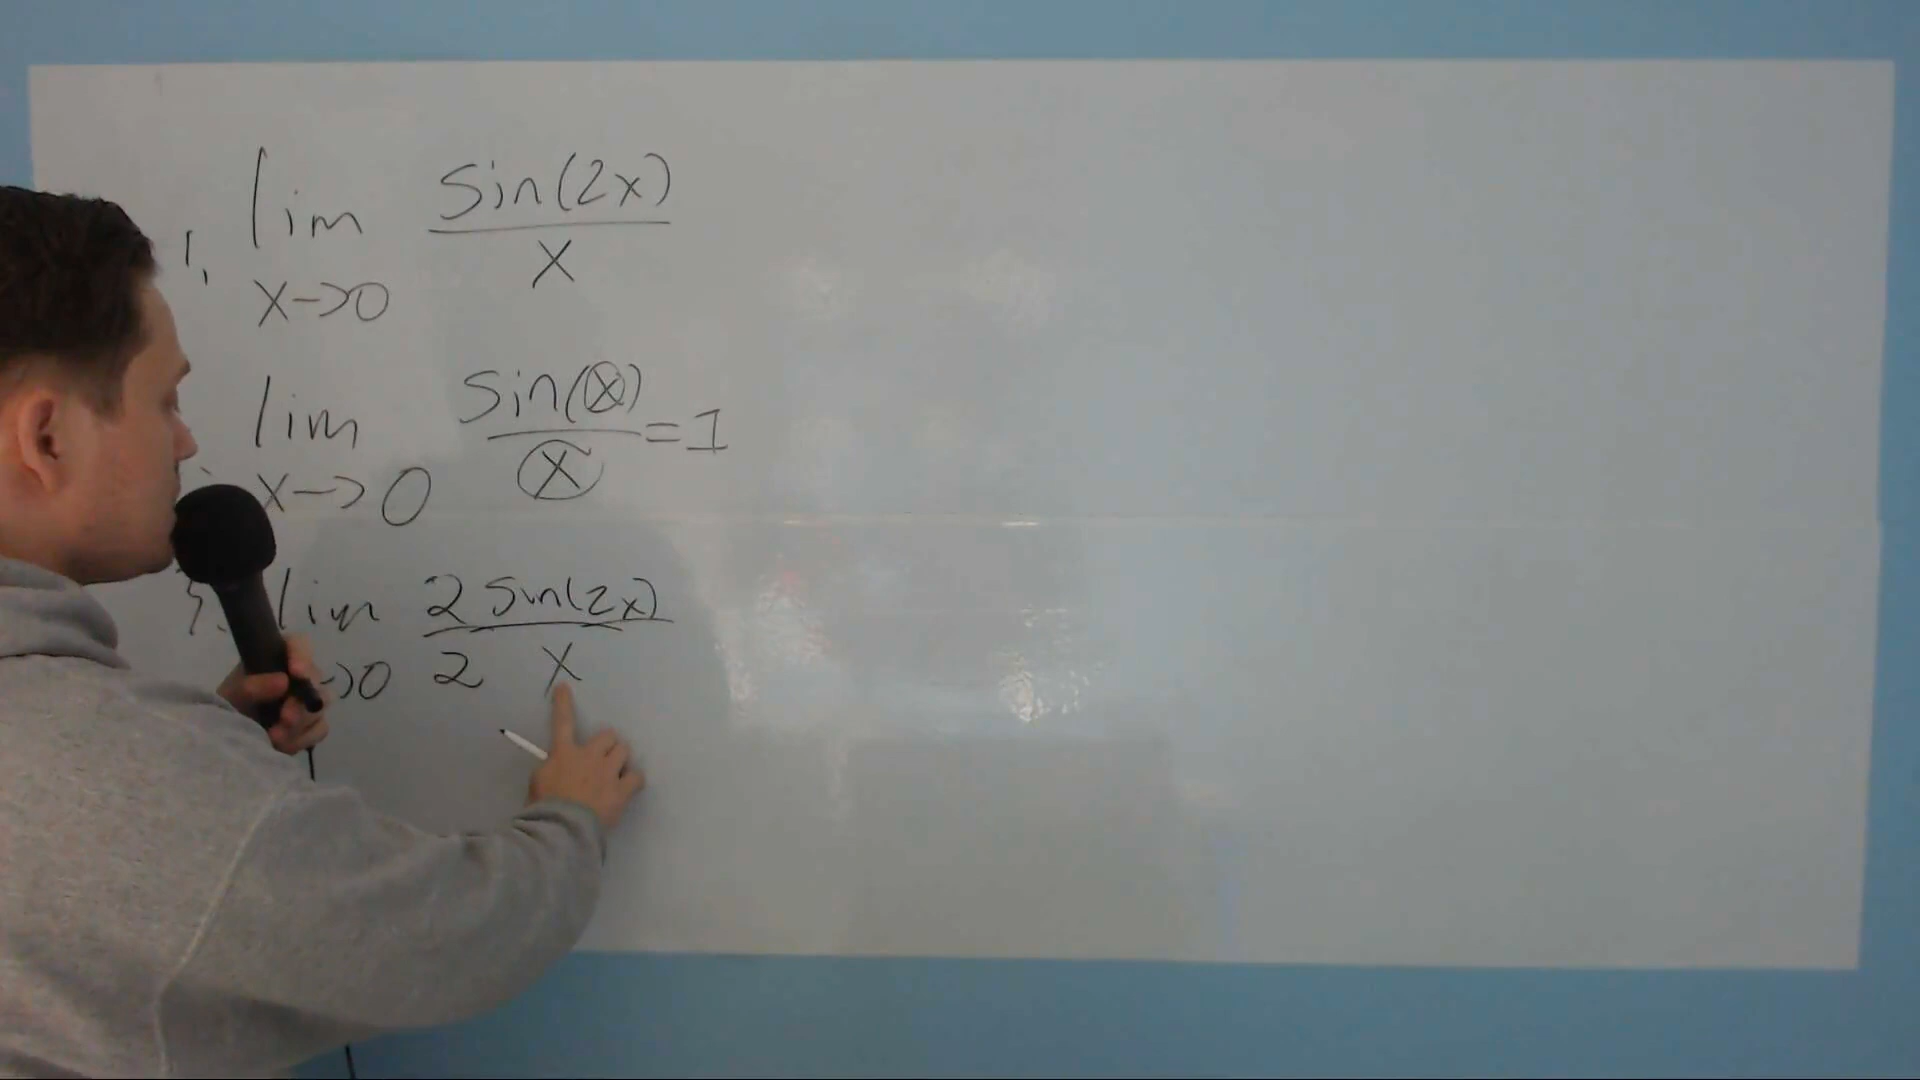 1, lim sin(2x)
x->0 x
lim sin(x) = 1
x->0 x
lim 2 sin(2x)
->0 2 x